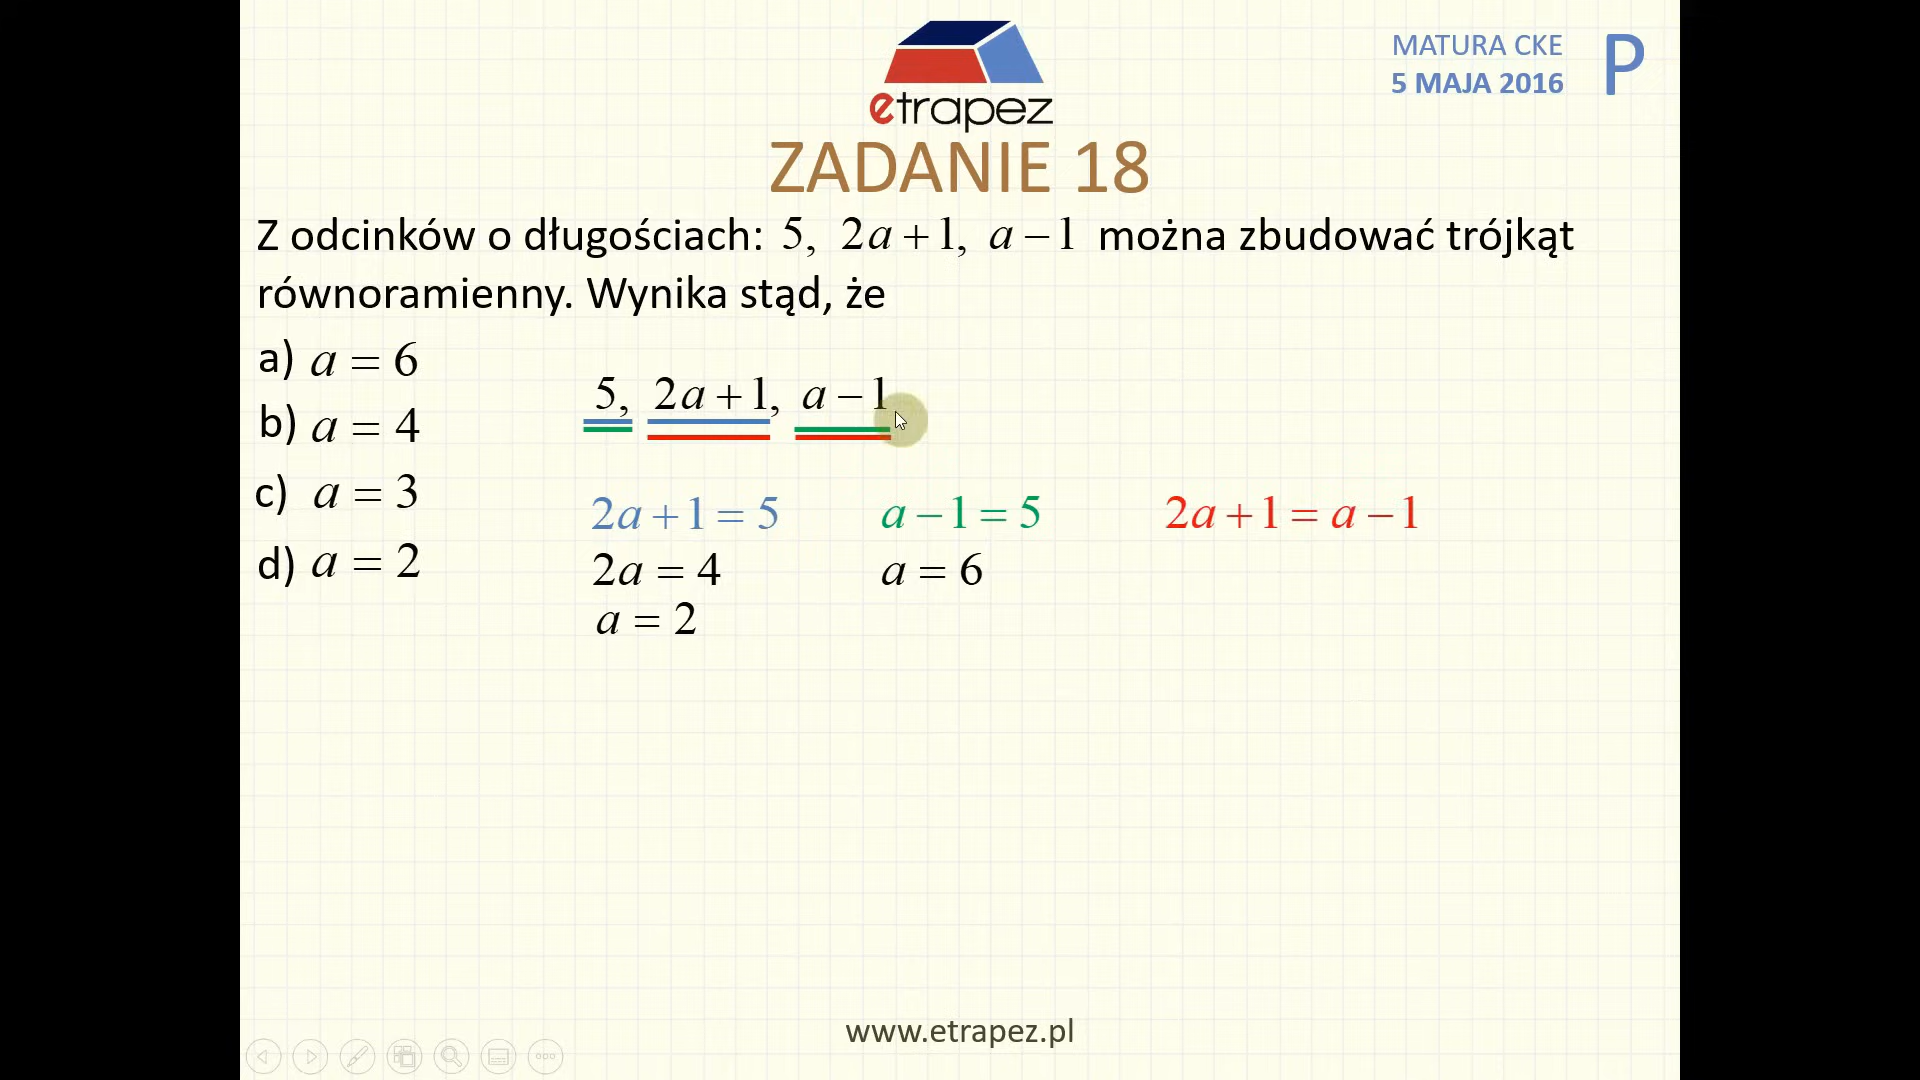 etrapez
MATURA CKE
5 MAJA 2016
P
ZADANIE 18
Z odcinków o długościach: 5, 2a + 1, a − 1 można zbudować trójkąt
równoramienny. Wynika stąd, że
a) a = 6
b) a = 4
c) a = 3
d) a = 2
5, 2a + 1, a − 1
2a + 1 = 5
2a = 4
a = 2
a − 1 = 5
a = 6
2a + 1 = a − 1
www.etrapez.pl